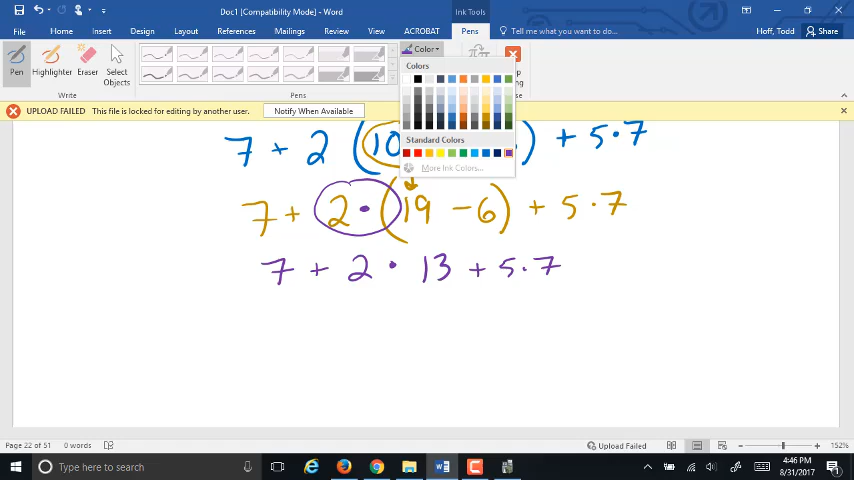 Doc1 [Compatibility Mode] - Word
Ink Tools
Hoff, Todd
Share
File Home Insert Design Layout References Mailings Review View ACROBAT Pens Tell me what you want to do...
Pen Highlighter Eraser Select Objects
Color
Write
Pens
UPLOAD FAILED This file is locked for editing by another user. Notify When Available
Colors
Standard Colors
More Ink Colors...
7 + 2 (10 + 5·7
7 + 2 · (19 - 6) + 5·7
7 + 2 · 13 + 5·7
Page 22 of 51 0 words
Upload Failed
152%
Type here to search
4:46 PM
8/31/2017